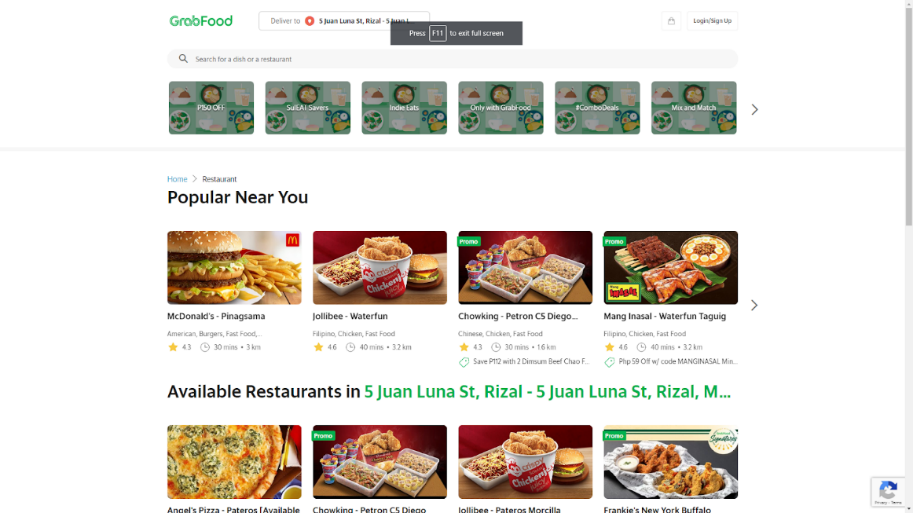 GrabFood
Deliver to 5 Juan Luna St, Rizal - 5 Juan L...
Press F11 to exit full screen
Login/Sign Up
Search for a dish or a restaurant
P150 OFF
SulEAT Savers
Indie Eats
Only with GrabFood
#ComboDeals
Mix and Match
Home > Restaurant
Popular Near You
Promo
Promo
McDonald's - Pinagsama
Jollibee - Waterfun
Chowking - Petron C5 Diego...
Mang Inasal - Waterfun Taguig
American, Burgers, Fast Food,...
Filipino, Chicken, Fast Food
Chinese, Chicken, Fast Food
Filipino, Chicken, Fast Food
4.3 30 mins • 3 km
4.6 40 mins • 3.2 km
4.3 30 mins • 1.6 km
4.6 40 mins • 3.2 km
Save P112 with 2 Dimsum Beef Chao F...
Php 59 Off w/ code MANGINASAL Min...
Available Restaurants in 5 Juan Luna St, Rizal - 5 Juan Luna St, Rizal, M...
Promo
Promo
Angel's Pizza - Pateros [Available
Chowking - Petron C5 Diego
Jollibee - Pateros Morcilla
Frankie's New York Buffalo
Privacy - Terms